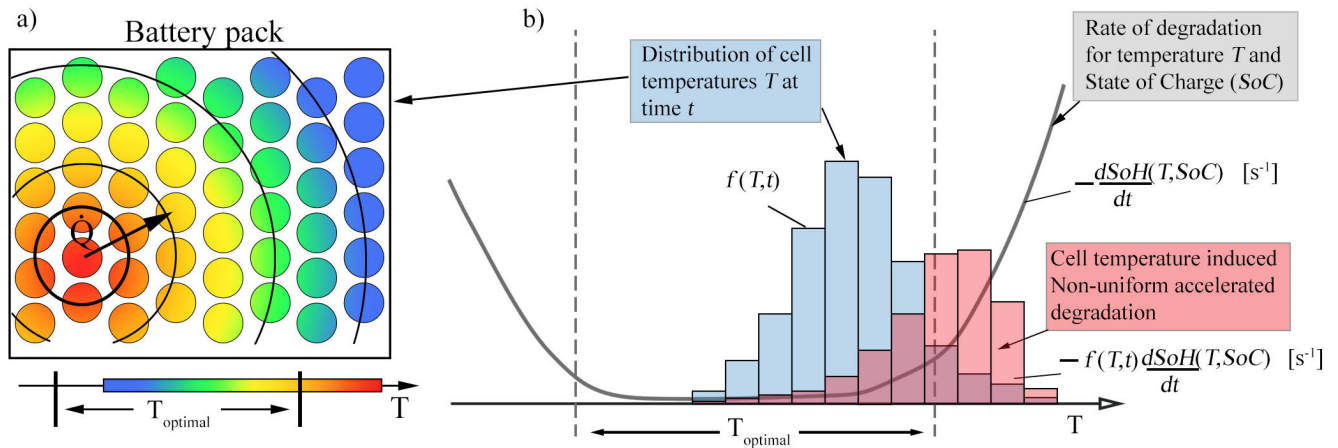 a)
Battery pack
Q̇
T
T_optimal
b)
Distribution of cell
temperatures T at
time t
Rate of degradation
for temperature T and
State of Charge (SoC)
f(T,t)
− dSoH/dt (T,SoC) [s⁻¹]
Cell temperature induced
Non-uniform accelerated
degradation
− f(T,t) dSoH/dt (T,SoC) [s⁻¹]
T
T_optimal